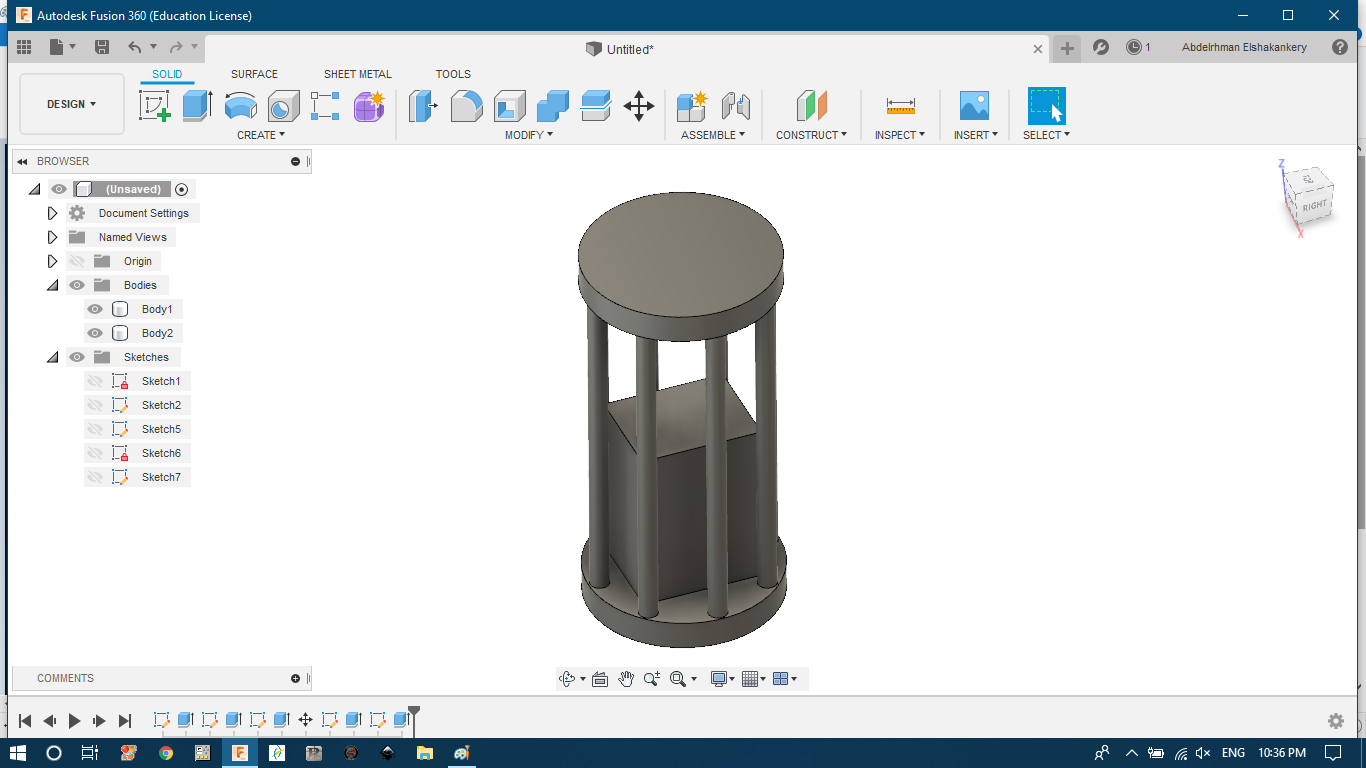 Autodesk Fusion 360 (Education License)
Untitled*
1
Abdelrhman Elshakankery
SOLID SURFACE SHEET METAL TOOLS
DESIGN
CREATE MODIFY ASSEMBLE CONSTRUCT INSPECT INSERT SELECT
BROWSER
(Unsaved)
Document Settings
Named Views
Origin
Bodies
Body1
Body2
Sketches
Sketch1
Sketch2
Sketch5
Sketch6
Sketch7
Z
RIGHT
X
COMMENTS
ENG 10:36 PM